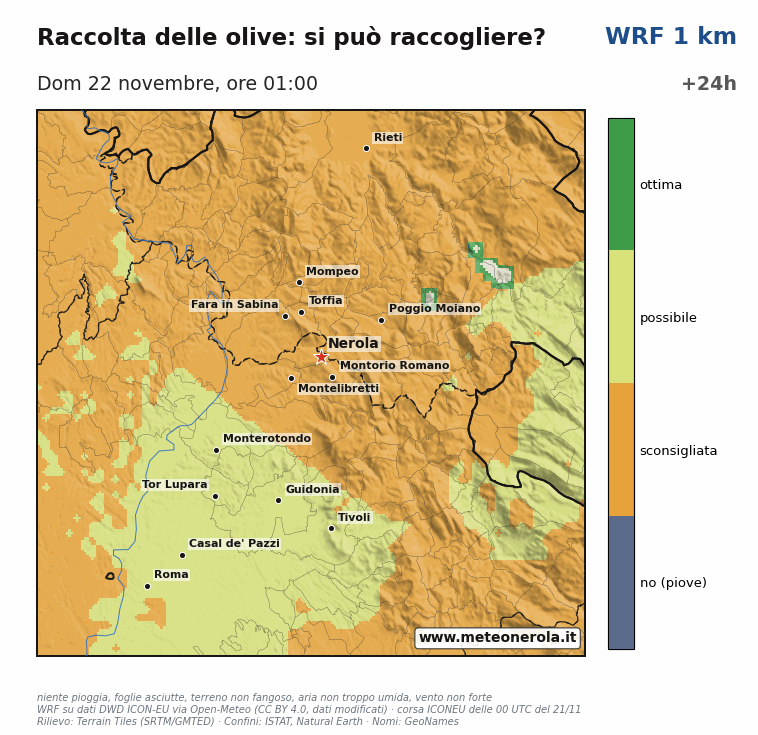 Raccolta delle olive: si può raccogliere?
WRF 1 km
Dom 22 novembre, ore 01:00
+24h
Rieti
ottima
Mompeo
Toffia
Fara in Sabina
Poggio Moiano
possibile
Nerola
Montorio Romano
Montelibretti
Monterotondo
sconsigliata
Tor Lupara
Guidonia
Tivoli
Casal de' Pazzi
Roma
no (piove)
www.meteonerola.it
niente pioggia, foglie asciutte, terreno non fangoso, aria non troppo umida, vento non forte
WRF su dati DWD ICON-EU via Open-Meteo (CC BY 4.0, dati modificati) · corsa ICONEU delle 00 UTC del 21/11
Rilievo: Terrain Tiles (SRTM/GMTED) · Confini: ISTAT, Natural Earth · Nomi: GeoNames